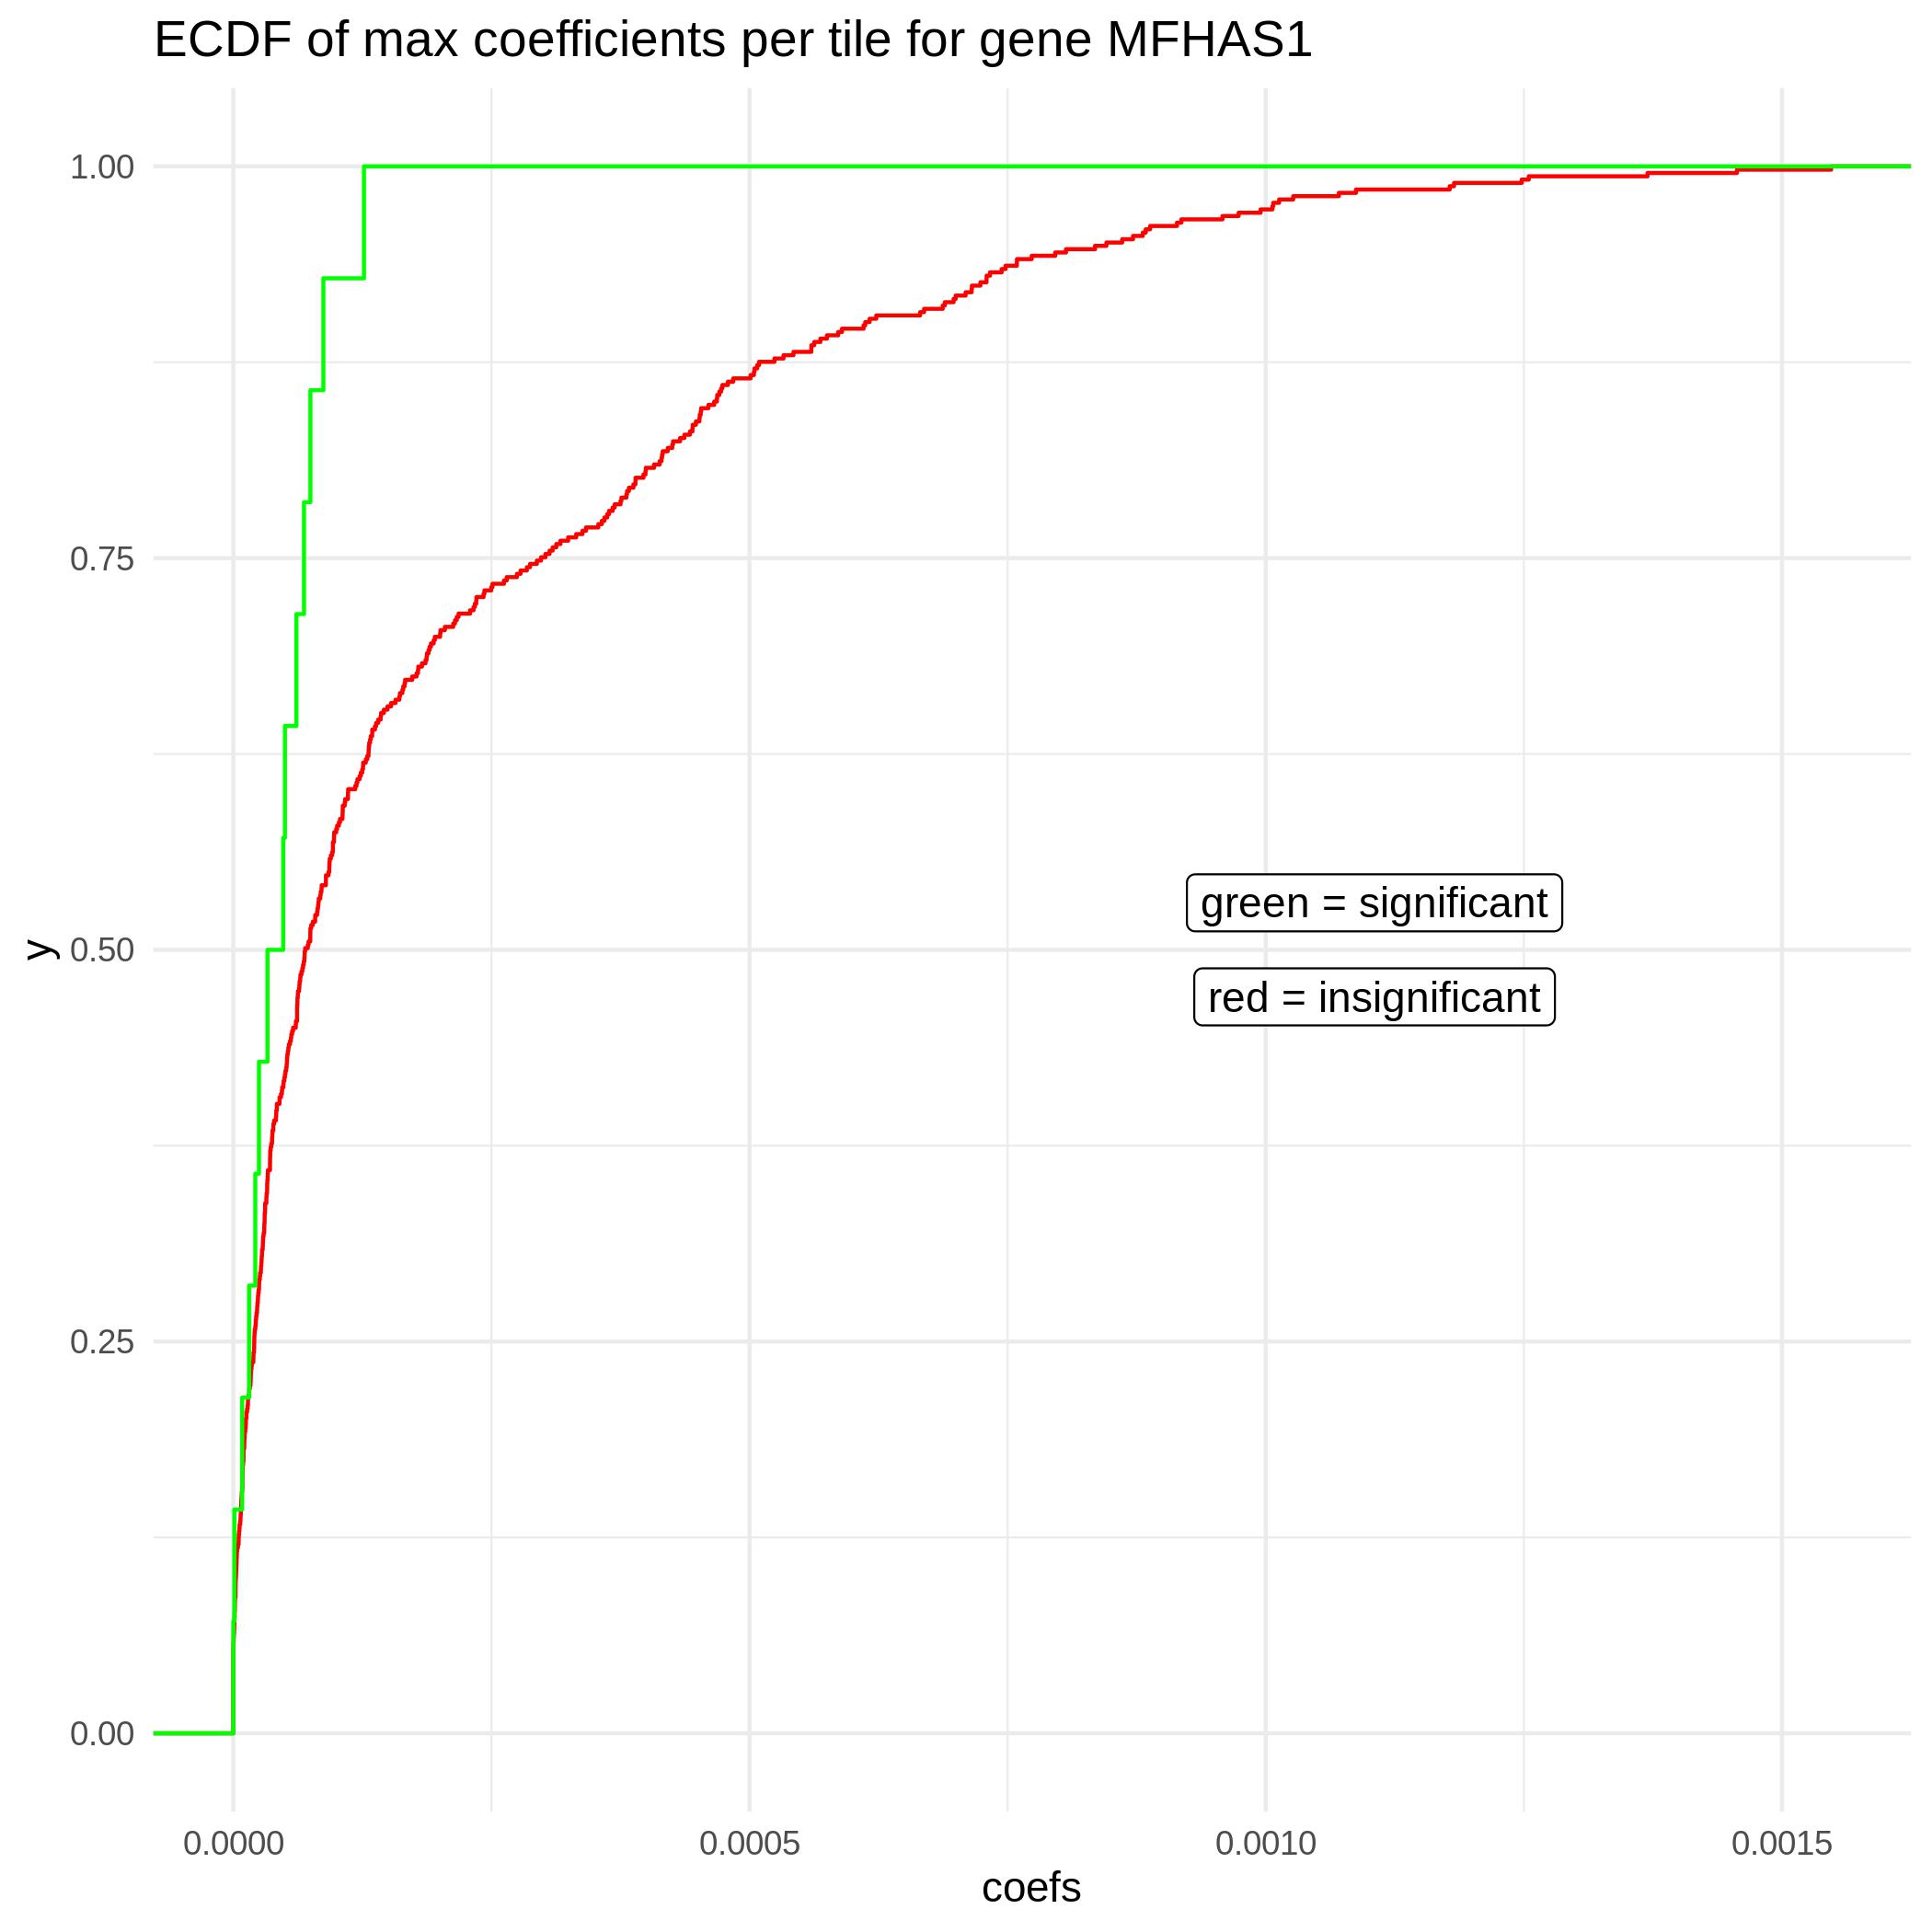 ECDF of max coefficients per tile for gene MFHAS1
1.00
0.75
0.50
0.25
0.00
y
green = significant
red = insignificant
0.0000
0.0005
0.0010
0.0015
coefs